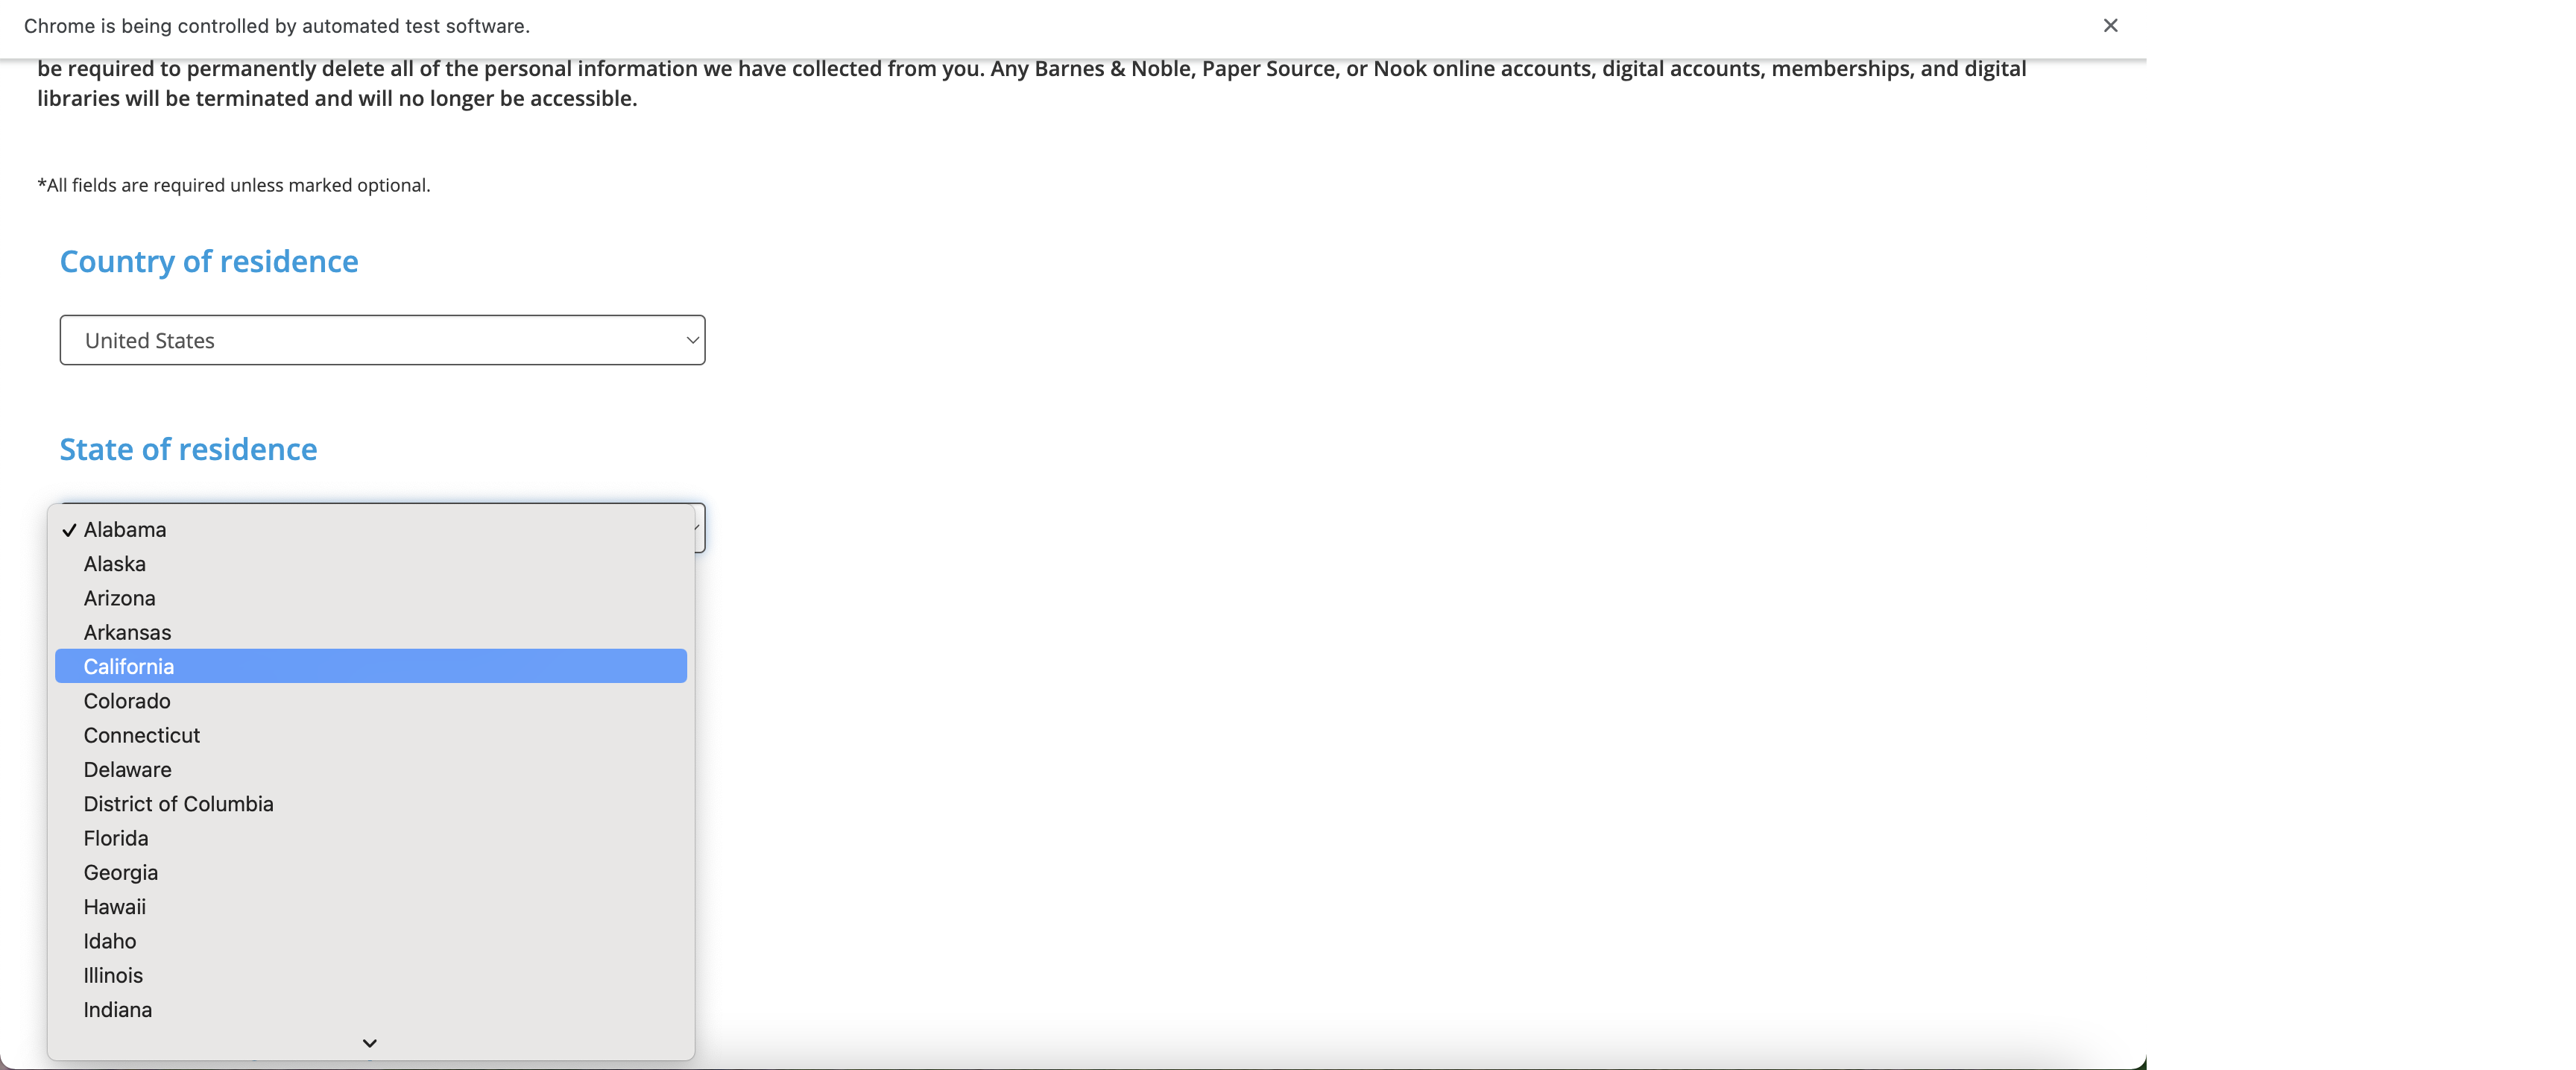 Chrome is being controlled by automated test software.
be required to permanently delete all of the personal information we have collected from you. Any Barnes & Noble, Paper Source, or Nook online accounts, digital accounts, memberships, and digital
libraries will be terminated and will no longer be accessible.
*All fields are required unless marked optional.
Country of residence
United States
State of residence
Alabama
Alaska
Arizona
Arkansas
California
Colorado
Connecticut
Delaware
District of Columbia
Florida
Georgia
Hawaii
Idaho
Illinois
Indiana